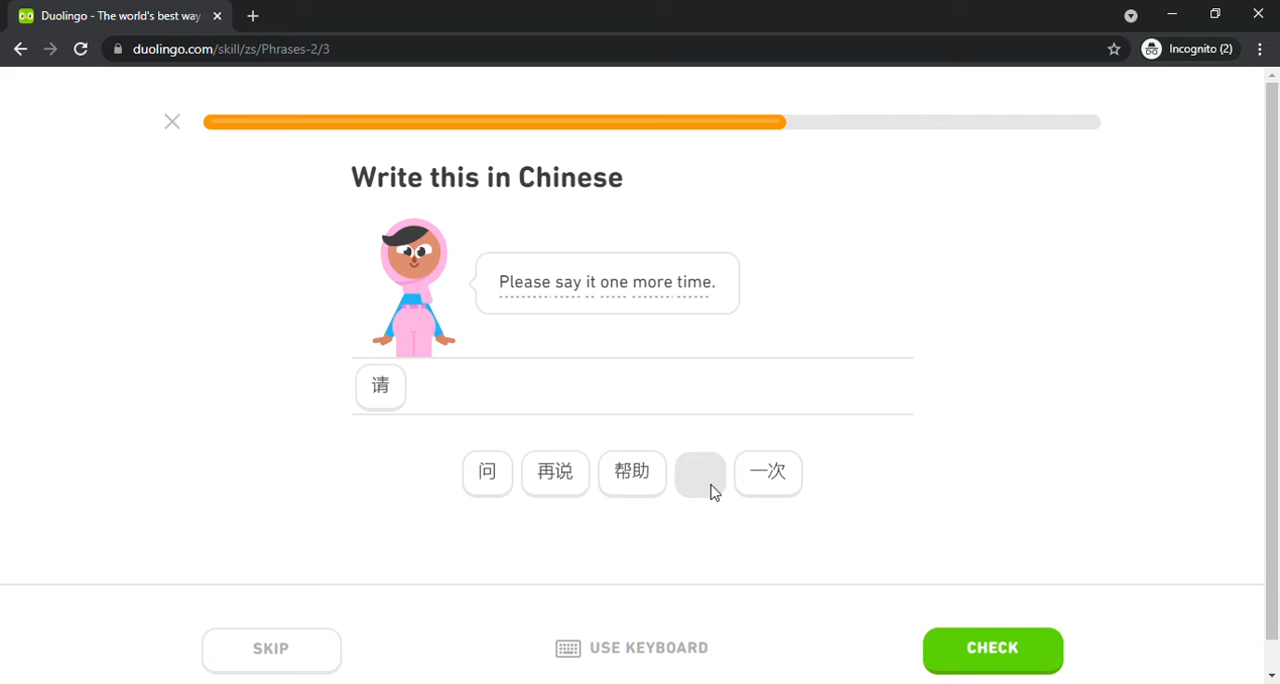 Duolingo - The world's best way
duolingo.com/skill/zs/Phrases-2/3
Incognito (2)
Write this in Chinese
Please say it one more time.
请
问 再说 帮助 一次
SKIP
USE KEYBOARD
CHECK